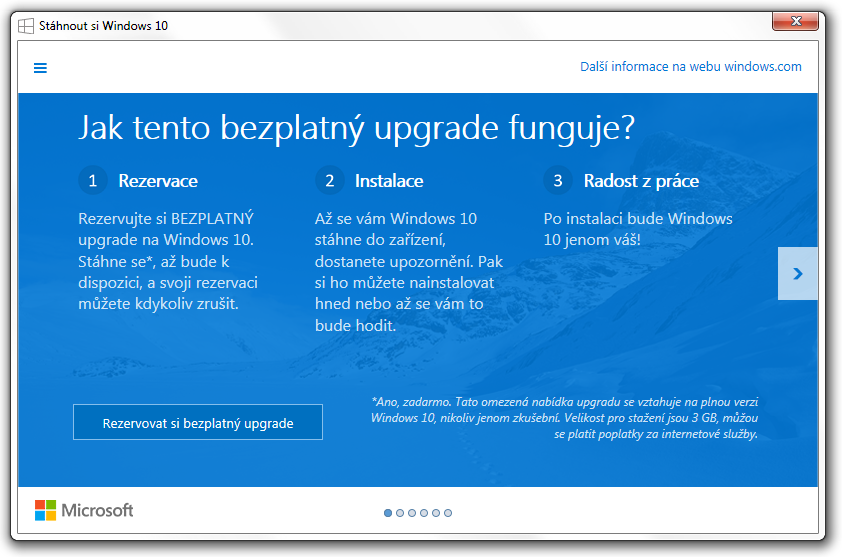 Stáhnout si Windows 10
Další informace na webu windows.com
Jak tento bezplatný upgrade funguje?
1 Rezervace
Rezervujte si BEZPLATNÝ
upgrade na Windows 10.
Stáhne se*, až bude k
dispozici, a svoji rezervaci
můžete kdykoliv zrušit.
2 Instalace
Až se vám Windows 10
stáhne do zařízení,
dostanete upozornění. Pak
si ho můžete nainstalovat
hned nebo až se vám to
bude hodit.
3 Radost z práce
Po instalaci bude Windows
10 jenom váš!
Rezervovat si bezplatný upgrade
*Ano, zadarmo. Tato omezená nabídka upgradu se vztahuje na plnou verzi
Windows 10, nikoliv jenom zkušební. Velikost pro stažení jsou 3 GB, můžou
se platit poplatky za internetové služby.
Microsoft